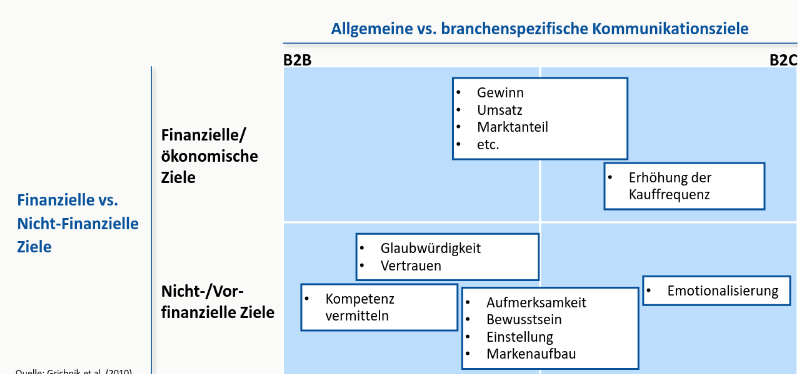 Allgemeine vs. branchenspezifische Kommunikationsziele
B2B
B2C
Finanzielle vs.
Nicht-Finanzielle
Ziele
Finanzielle/
ökonomische
Ziele
• Gewinn
• Umsatz
• Marktanteil
• etc.
• Erhöhung der
Kauffrequenz
Nicht-/Vor-
finanzielle Ziele
• Glaubwürdigkeit
• Vertrauen
• Kompetenz
vermitteln
• Aufmerksamkeit
• Bewusstsein
• Einstellung
• Markenaufbau
• Emotionalisierung
Quelle: Grichnik et al. (2010)